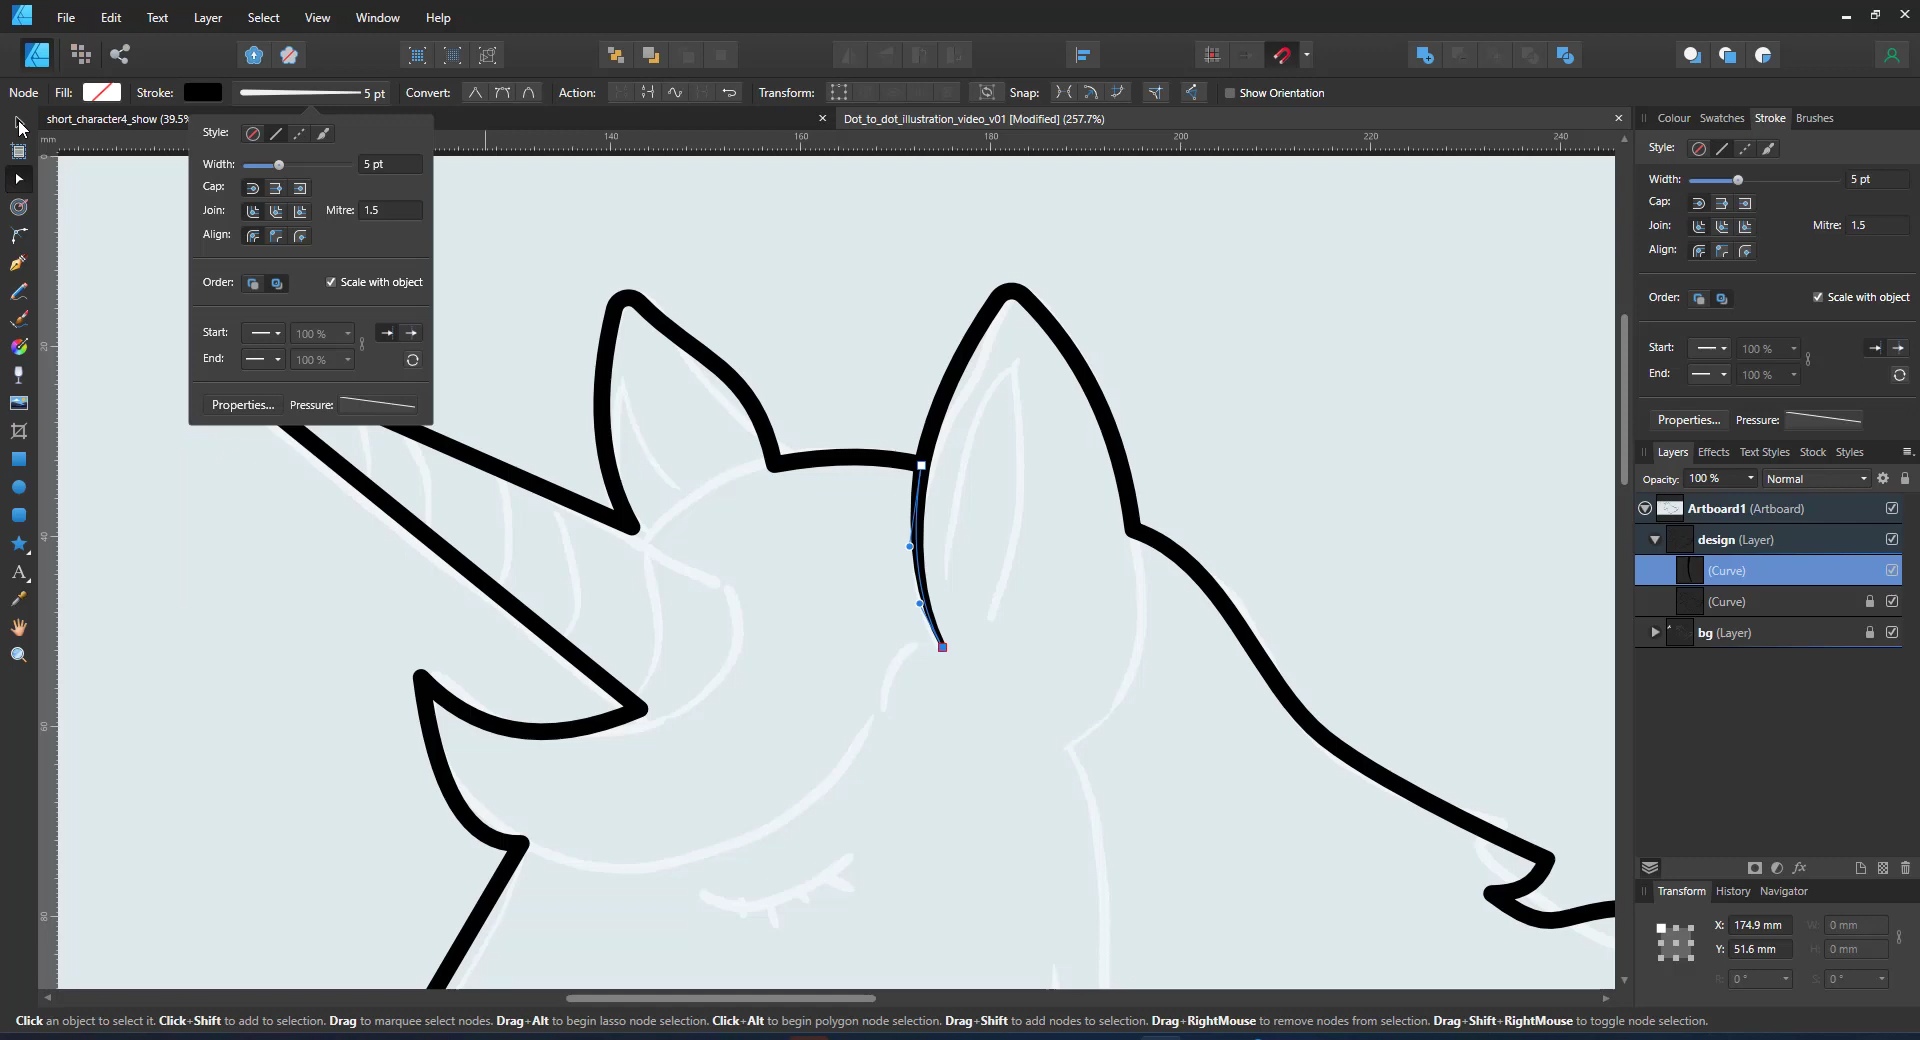 File Edit Text Layer Select View Window Help
Node Fill: Stroke: 5 pt Convert: Action: Transform: Snap: Show Orientation
short_character4_show (39.5%
Dot_to_dot_illustration_video_v01 [Modified] (257.7%)
mm
140 160 180 200 220 240
0
20
40
60
80
Style:
Width: 5 pt
Cap:
Join: Mitre: 1.5
Align:
Order: Scale with object
Start: 100 %
End: 100 %
Properties... Pressure:
Colour Swatches Stroke Brushes
Style:
Width: 5 pt
Cap:
Join: Mitre: 1.5
Align:
Order: Scale with object
Start: 100 %
End: 100 %
Properties... Pressure:
Layers Effects Text Styles Stock Styles
Opacity: 100 % Normal
Artboard1 (Artboard)
design (Layer)
(Curve)
(Curve)
bg (Layer)
fx
Transform History Navigator
X: 174.9 mm W: 0 mm
Y: 51.6 mm H: 0 mm
R: 0 ° S: 0 °
Click an object to select it. Click+Shift to add to selection. Drag to marquee select nodes. Drag+Alt to begin lasso node selection. Click+Alt to begin polygon node selection. Drag+Shift to add nodes to selection. Drag+RightMouse to remove nodes from selection. Drag+Shift+RightMouse to toggle node selection.